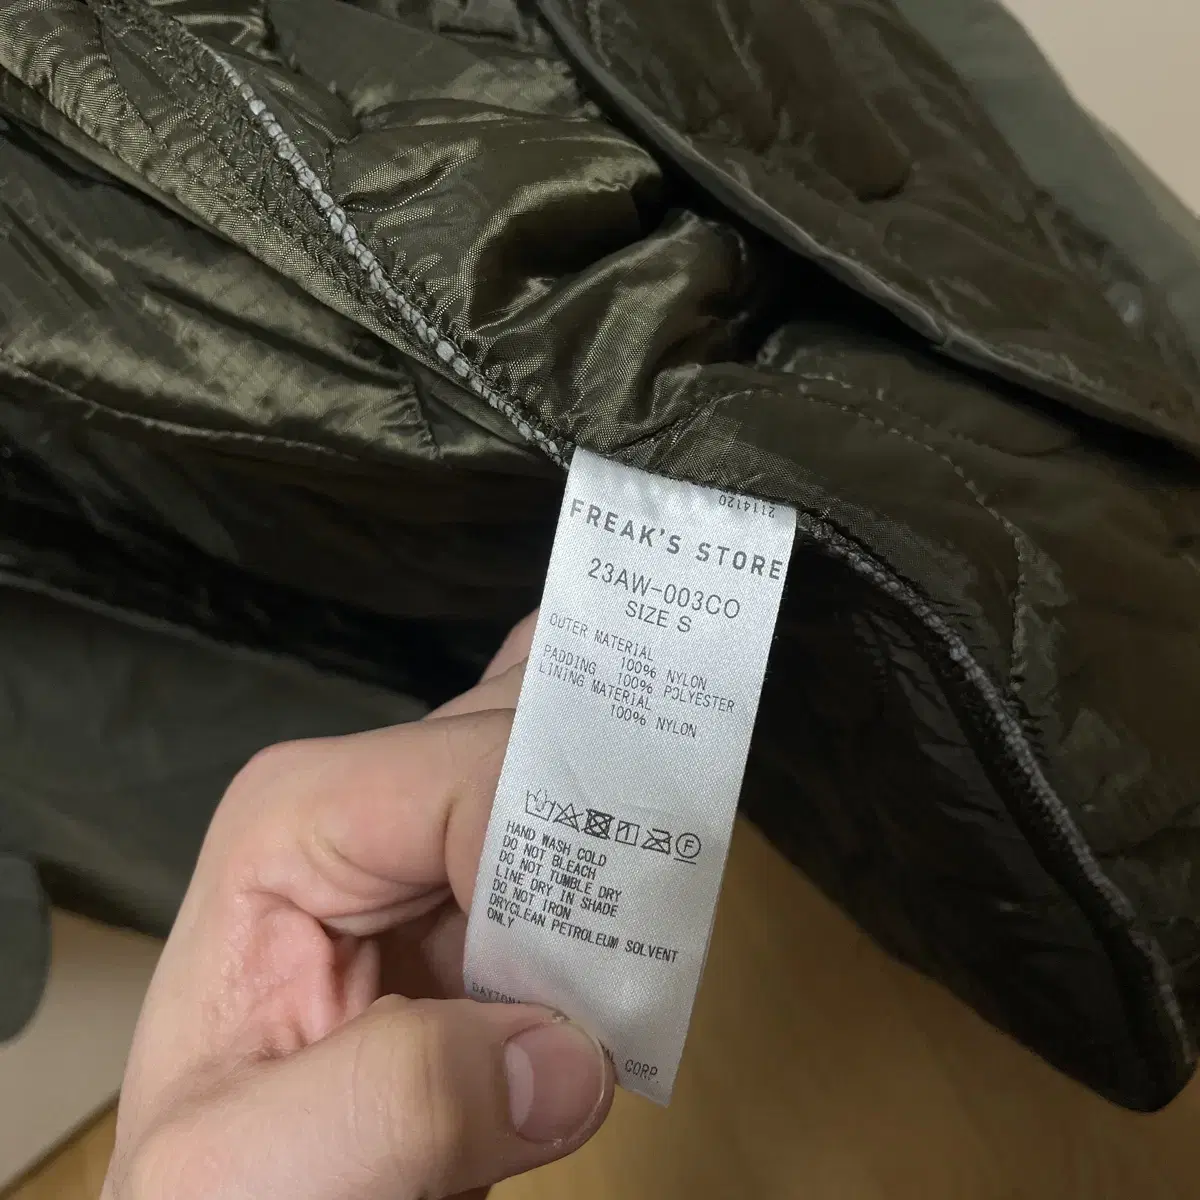 2114120
FREAK'S STORE
23AW-003CO
SIZE S
OUTER MATERIAL
100% NYLON
PADDING 100% POLYESTER
LINING MATERIAL
100% NYLON
F
HAND WASH COLD
DO NOT BLEACH
DO NOT TUMBLE DRY
LINE DRY IN SHADE
DO NOT IRON
DRYCLEAN PETROLEUM SOLVENT
ONLY
CORP.